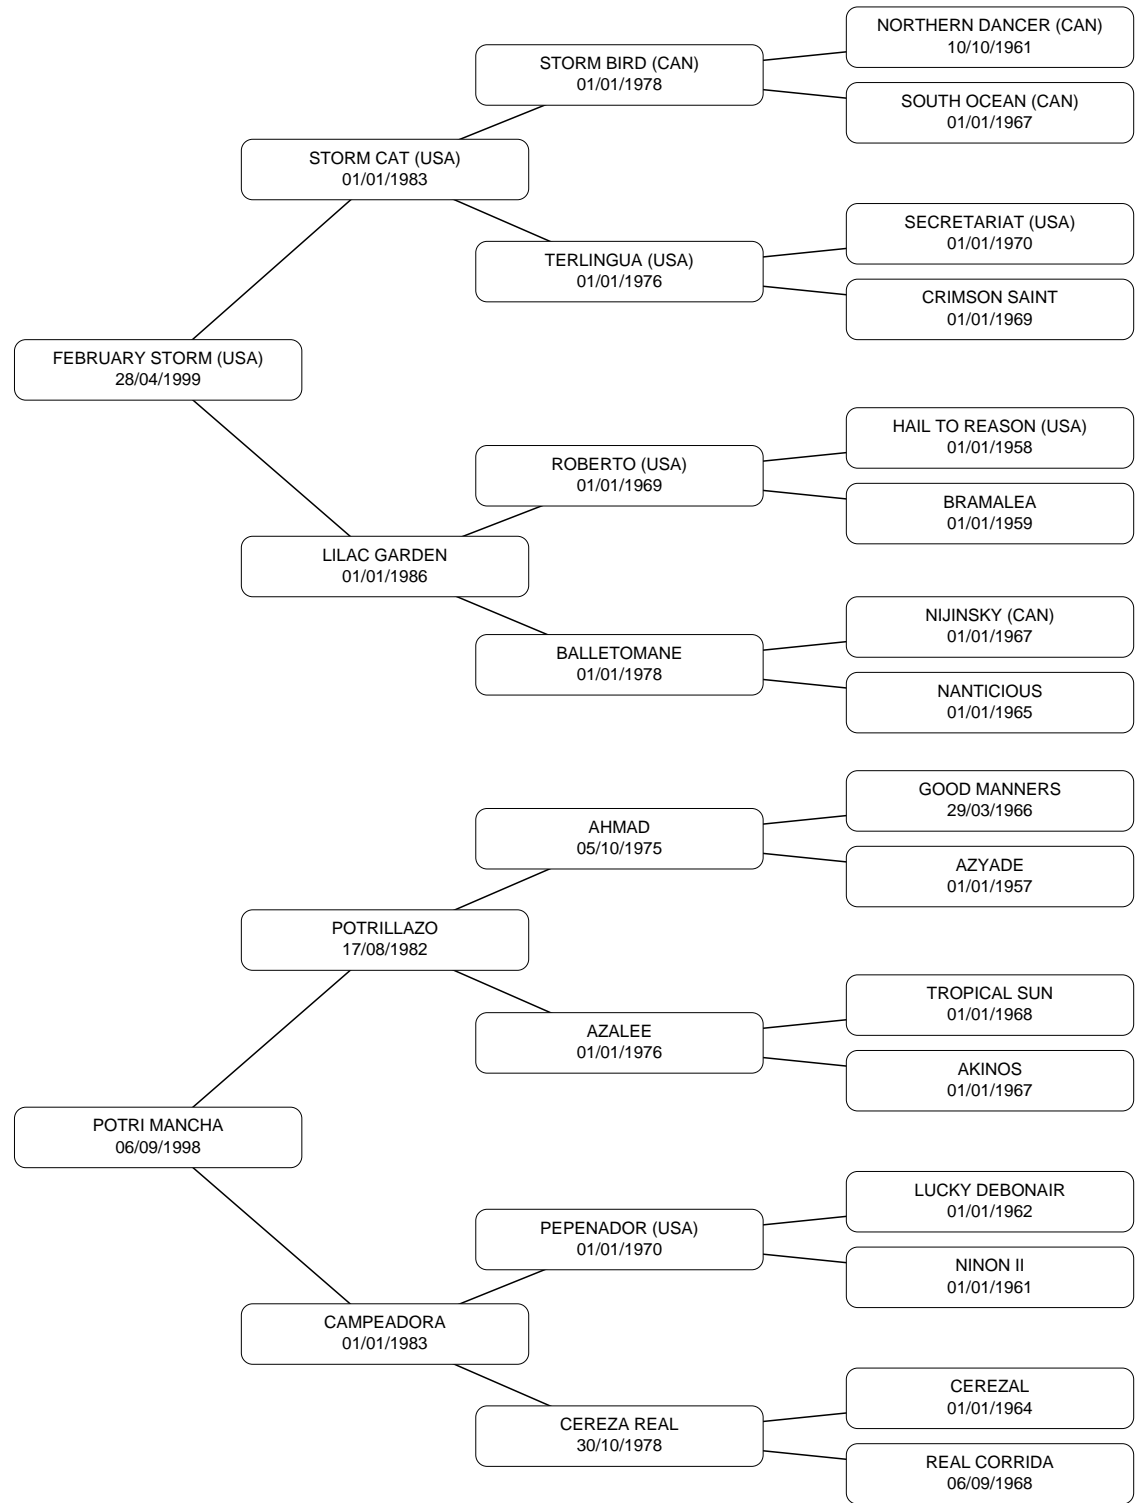 NORTHERN DANCER (CAN)
10/10/1961
STORM BIRD (CAN)
01/01/1978
SOUTH OCEAN (CAN)
01/01/1967
STORM CAT (USA)
01/01/1983
SECRETARIAT (USA)
01/01/1970
TERLINGUA (USA)
01/01/1976
CRIMSON SAINT
01/01/1969
FEBRUARY STORM (USA)
28/04/1999
HAIL TO REASON (USA)
01/01/1958
ROBERTO (USA)
01/01/1969
BRAMALEA
01/01/1959
LILAC GARDEN
01/01/1986
NIJINSKY (CAN)
01/01/1967
BALLETOMANE
01/01/1978
NANTICIOUS
01/01/1965
GOOD MANNERS
29/03/1966
AHMAD
05/10/1975
AZYADE
01/01/1957
POTRILLAZO
17/08/1982
TROPICAL SUN
01/01/1968
AZALEE
01/01/1976
AKINOS
01/01/1967
POTRI MANCHA
06/09/1998
LUCKY DEBONAIR
01/01/1962
PEPENADOR (USA)
01/01/1970
NINON II
01/01/1961
CAMPEADORA
01/01/1983
CEREZAL
01/01/1964
CEREZA REAL
30/10/1978
REAL CORRIDA
06/09/1968